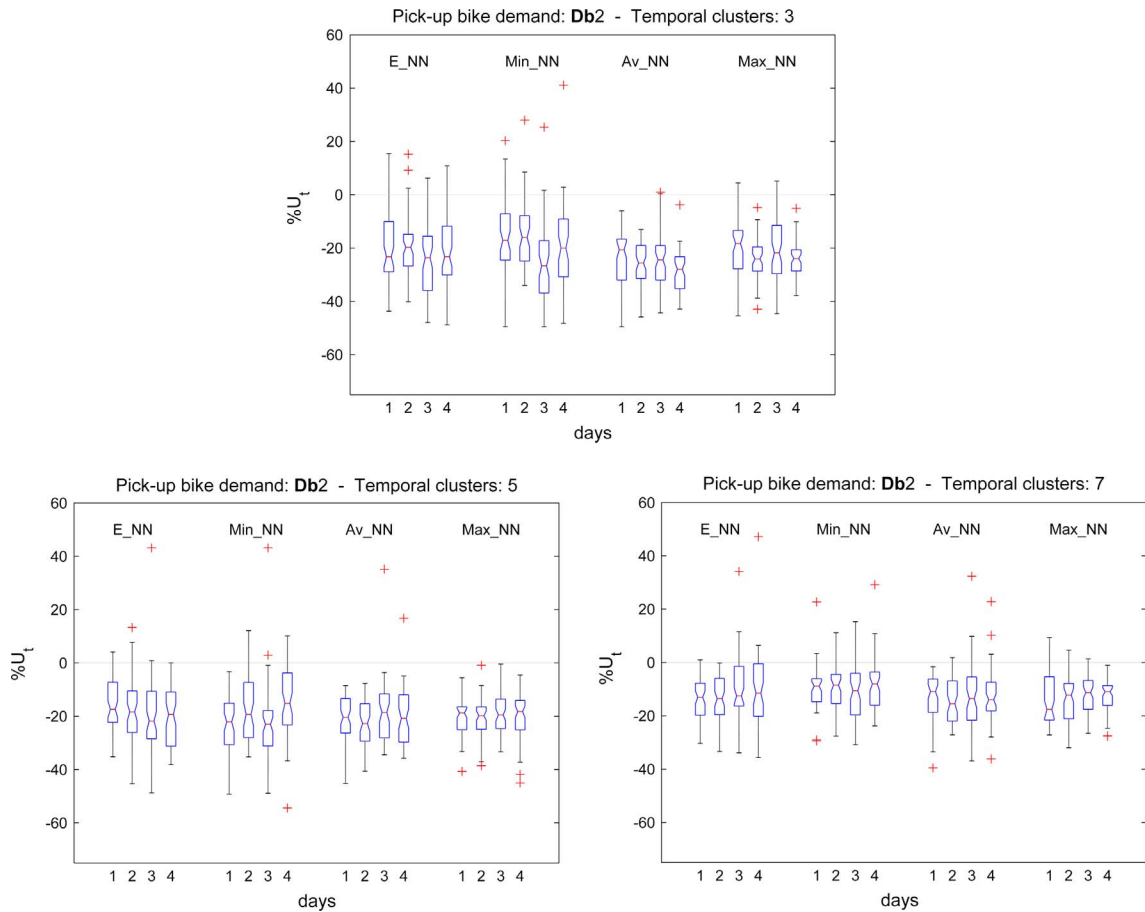 Pick-up bike demand: Db2 - Temporal clusters: 3
60
E_NN Min_NN Av_NN Max_NN
40
20
0
%U_t
-20
-40
-60
1 2 3 4 1 2 3 4 1 2 3 4 1 2 3 4
days
Pick-up bike demand: Db2 - Temporal clusters: 5
60
E_NN Min_NN Av_NN Max_NN
40
20
0
%U_t
-20
-40
-60
1 2 3 4 1 2 3 4 1 2 3 4 1 2 3 4
days
Pick-up bike demand: Db2 - Temporal clusters: 7
60
E_NN Min_NN Av_NN Max_NN
40
20
0
%U_t
-20
-40
-60
1 2 3 4 1 2 3 4 1 2 3 4 1 2 3 4
days